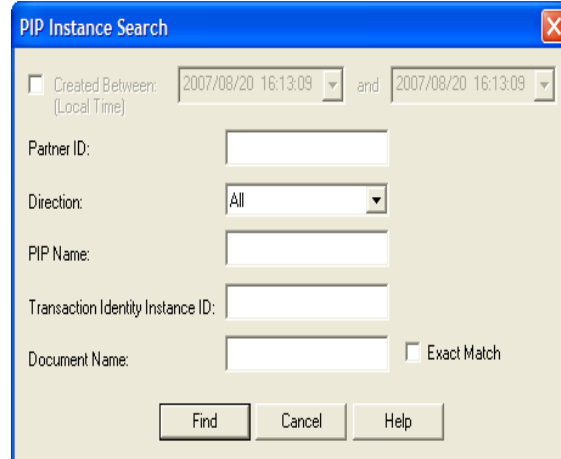 PIP Instance Search
Created Between: 2007/08/20 16:13:09 and 2007/08/20 16:13:09
(Local Time)
Partner ID:
Direction: All
PIP Name:
Transaction Identity Instance ID:
Document Name: Exact Match
Find Cancel Help